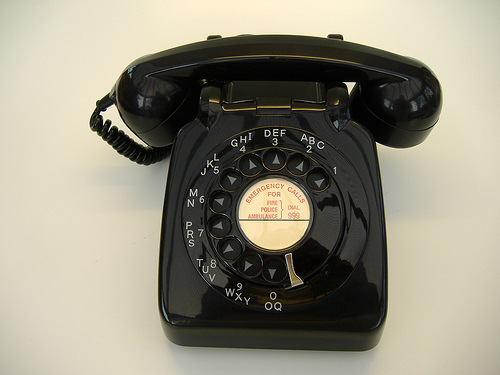 ABC
2
DEF
3
GHI
4
JKL
5
MN
6
PRS
7
TUV
8
WXY
9
OQ
0
1
EMERGENCY CALLS
FOR
FIRE
POLICE
AMBULANCE
DIAL
999